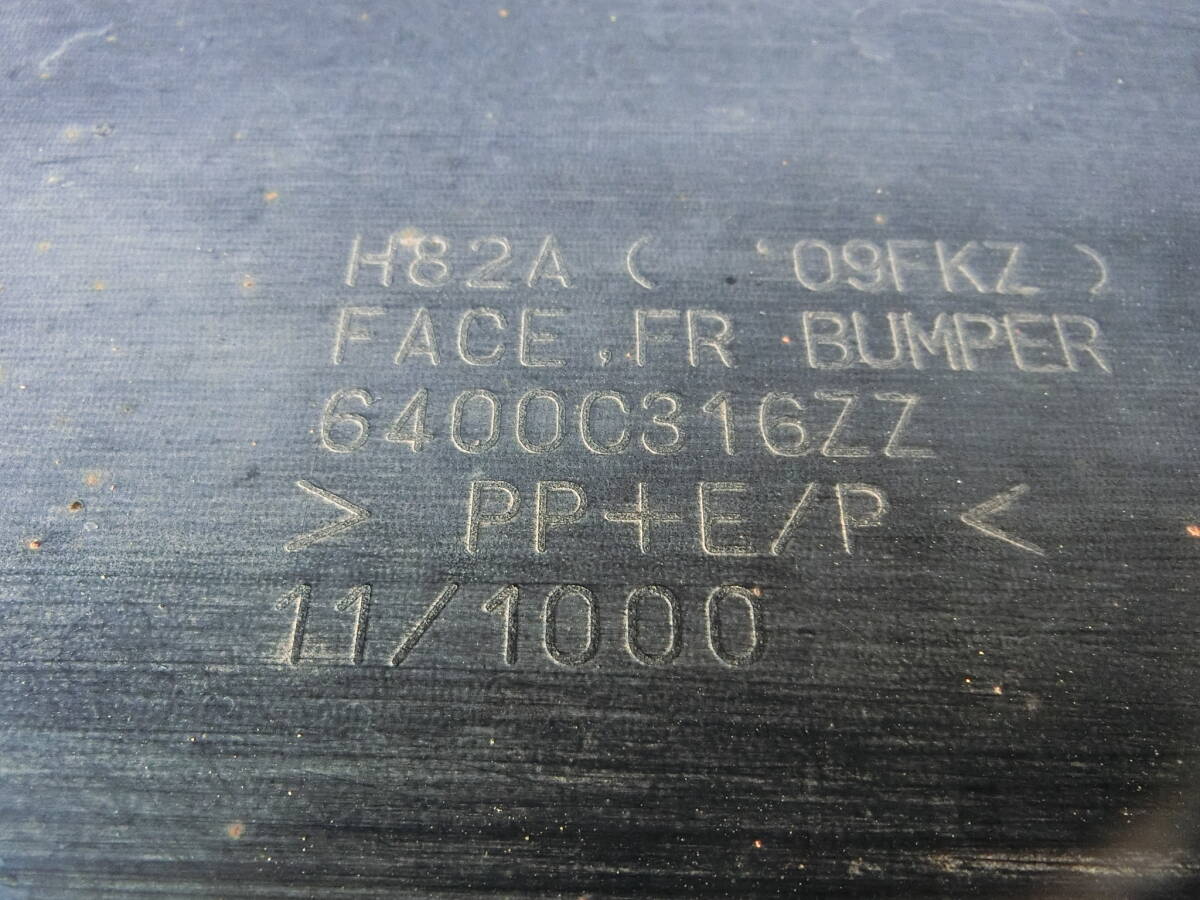 H82A ( '09FKZ )
FACE,FR BUMPER
6400C316ZZ
> PP+E/P <
11/1000